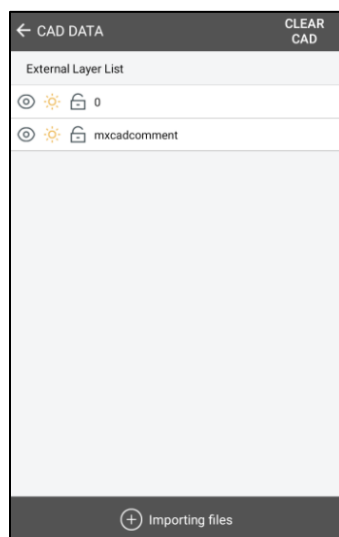 CAD DATA
CLEAR
CAD
External Layer List
0
mxcadcomment
Importing files